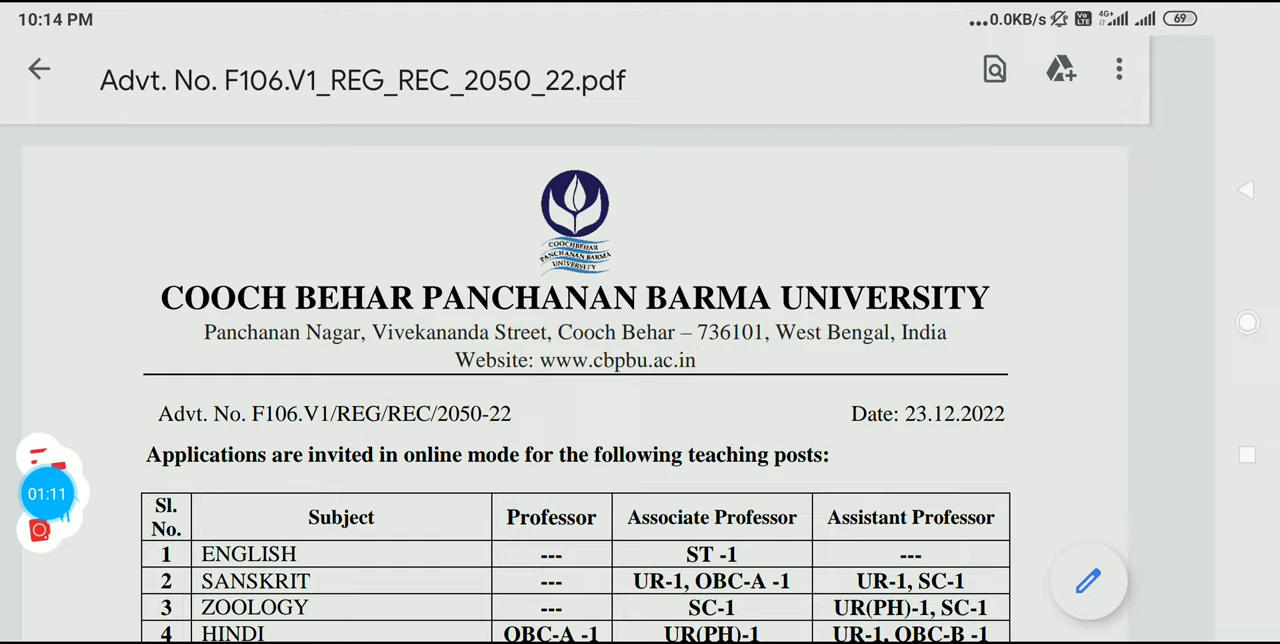 10:14 PM
...0.0KB/s Vo LTE 4G+ 69
Advt. No. F106.V1_REG_REC_2050_22.pdf
COOCHBEHAR
PANCHANAN BARMA
UNIVERSITY
COOCH BEHAR PANCHANAN BARMA UNIVERSITY
Panchanan Nagar, Vivekananda Street, Cooch Behar – 736101, West Bengal, India
Website: www.cbpbu.ac.in
Advt. No. F106.V1/REG/REC/2050-22 Date: 23.12.2022
Applications are invited in online mode for the following teaching posts:
Sl. No. Subject Professor Associate Professor Assistant Professor
1 ENGLISH --- ST -1 ---
2 SANSKRIT --- UR-1, OBC-A -1 UR-1, SC-1
3 ZOOLOGY --- SC-1 UR(PH)-1, SC-1
4 HINDI OBC-A -1 UR(PH)-1 UR-1, OBC-B -1
01:11